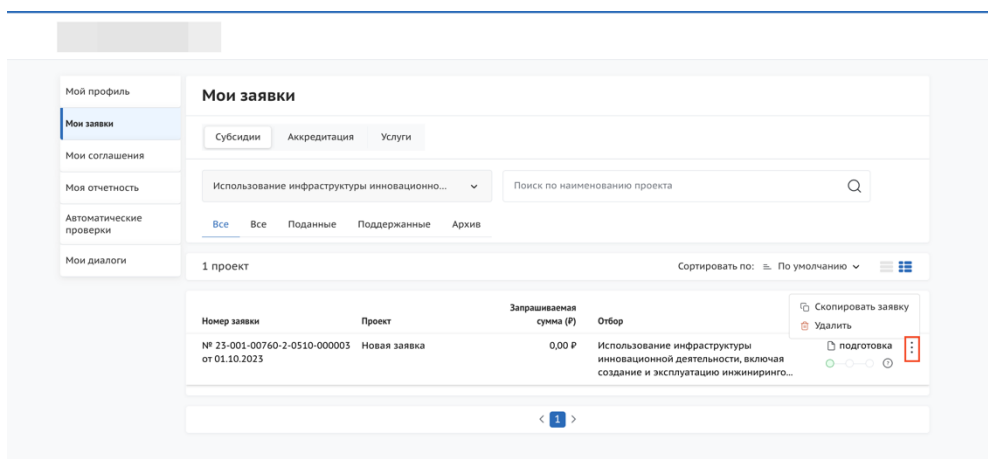 Мой профиль
Мои заявки
Мои соглашения
Моя отчетность
Автоматические
проверки
Мои диалоги
Мои заявки
Субсидии Аккредитация Услуги
Использование инфраструктуры инновационно... Поиск по наименованию проекта
Все Все Поданные Поддержанные Архив
1 проект Сортировать по: По умолчанию
Скопировать заявку
Удалить
Номер заявки Проект Запрашиваемая
сумма (₽) Отбор
№ 23-001-00760-2-0510-000003 Новая заявка 0,00 ₽ Использование инфраструктуры подготовка
от 01.10.2023 инновационной деятельности, включая
создание и эксплуатацию инжиниринго...
< 1 >